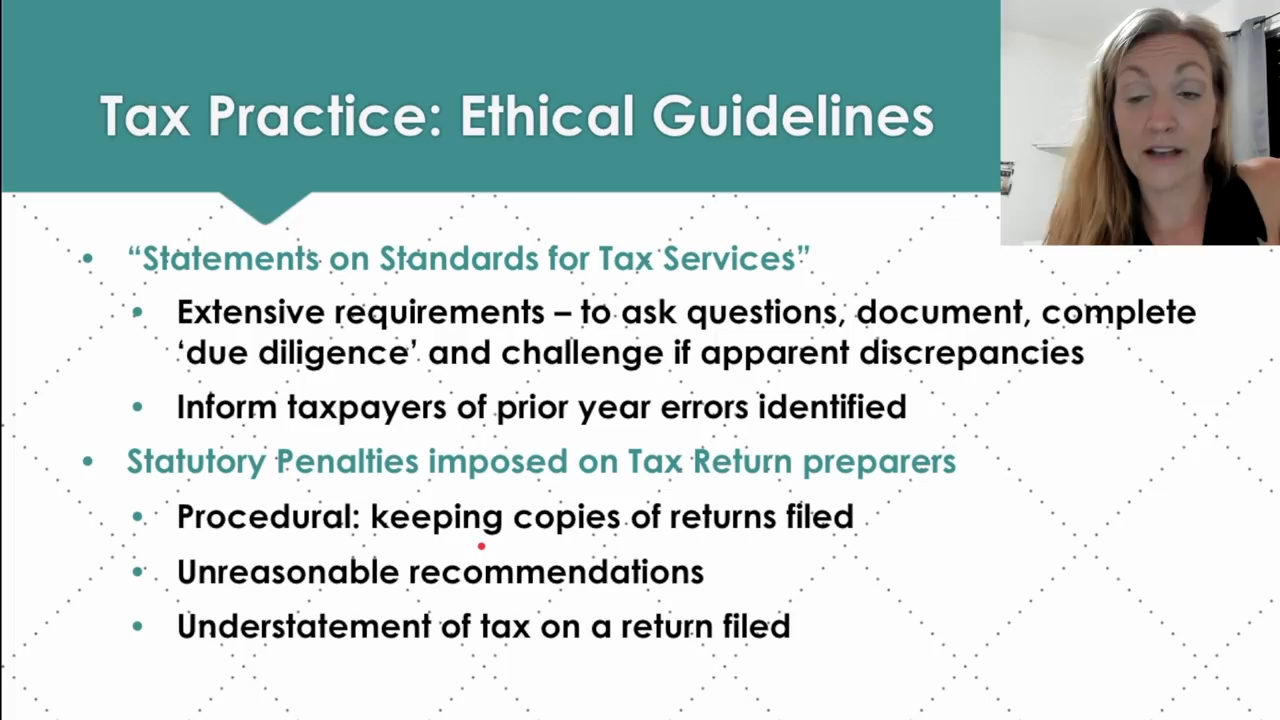 Tax Practice: Ethical Guidelines
• “Statements on Standards for Tax Services”
• Extensive requirements – to ask questions, document, complete
‘due diligence’ and challenge if apparent discrepancies
• Inform taxpayers of prior year errors identified
• Statutory Penalties imposed on Tax Return preparers
• Procedural: keeping copies of returns filed
• Unreasonable recommendations
• Understatement of tax on a return filed